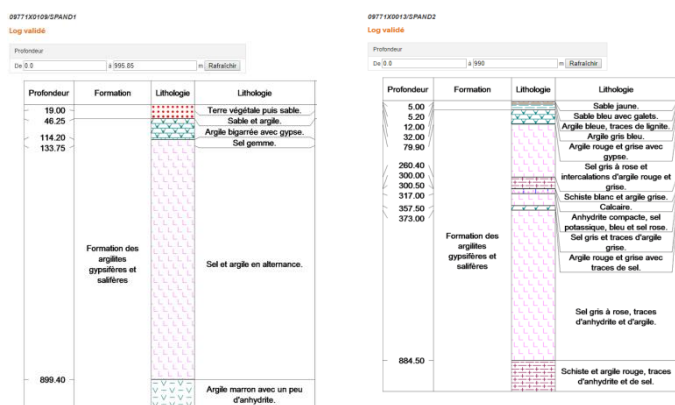 09771X0109/SPAND1
Log validé
Profondeur
De 0.0 à 995.85 m Rafraîchir
Profondeur Formation Lithologie Lithologie
19.00
46.25
114.20
133.75
899.40
Formation des
argilites
gypsifères et
salifères
Terre végétale puis sable.
Sable et argile.
Argile bigarrée avec gypse.
Sel gemme.
Sel et argile en alternance.
Argile marron avec un peu
d'anhydrite.
09771X0013/SPAND2
Log validé
Profondeur
De 0.0 à 990 m Rafraîchir
Profondeur Formation Lithologie Lithologie
5.00
5.20
12.00
32.00
79.90
260.40
300.00
300.50
317.00
357.50
373.00
884.50
Formation des
argilites
gypsifères et
salifères
Sable jaune.
Sable bleu avec galets.
Argile bleue, traces de lignite.
Argile gris bleu.
Argile rouge et grise avec
gypse.
Sel gris à rose et
intercalations d'argile rouge et
grise.
Schiste blanc et argile grise.
Calcaire.
Anhydrite compacte, sel
potassique, bleu et sel rose.
Sel gris et traces d'argile
grise.
Argile rouge et grise avec
traces de sel.
Sel gris à rose, traces
d'anhydrite et d'argile.
Schiste et argile rouge, traces
d'anhydrite et de sel.